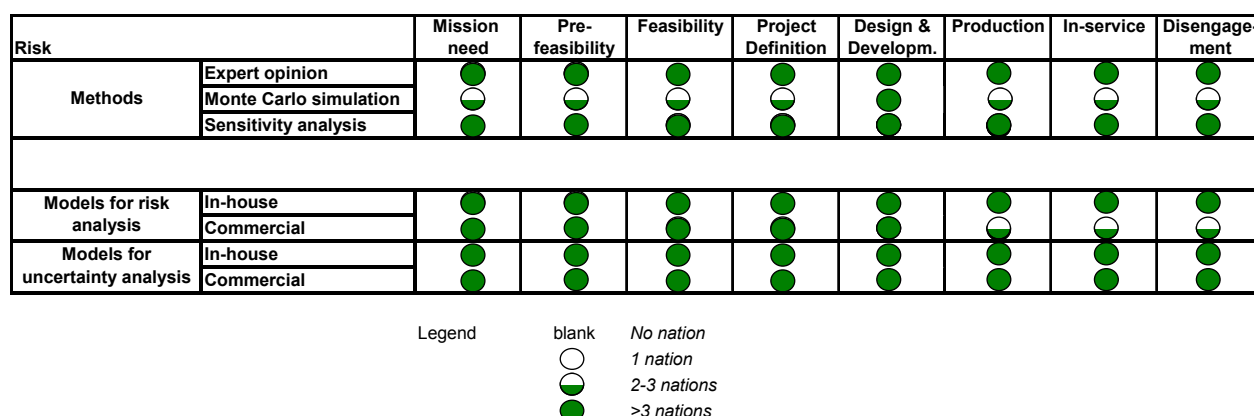 Risk Mission need Pre-feasibility Feasibility Project Definition Design & Developm. Production In-service Disengage-ment
Methods
Expert opinion
Monte Carlo simulation
Sensitivity analysis
Models for risk analysis
In-house
Commercial
Models for uncertainty analysis
In-house
Commercial
Legend blank No nation
1 nation
2-3 nations
>3 nations